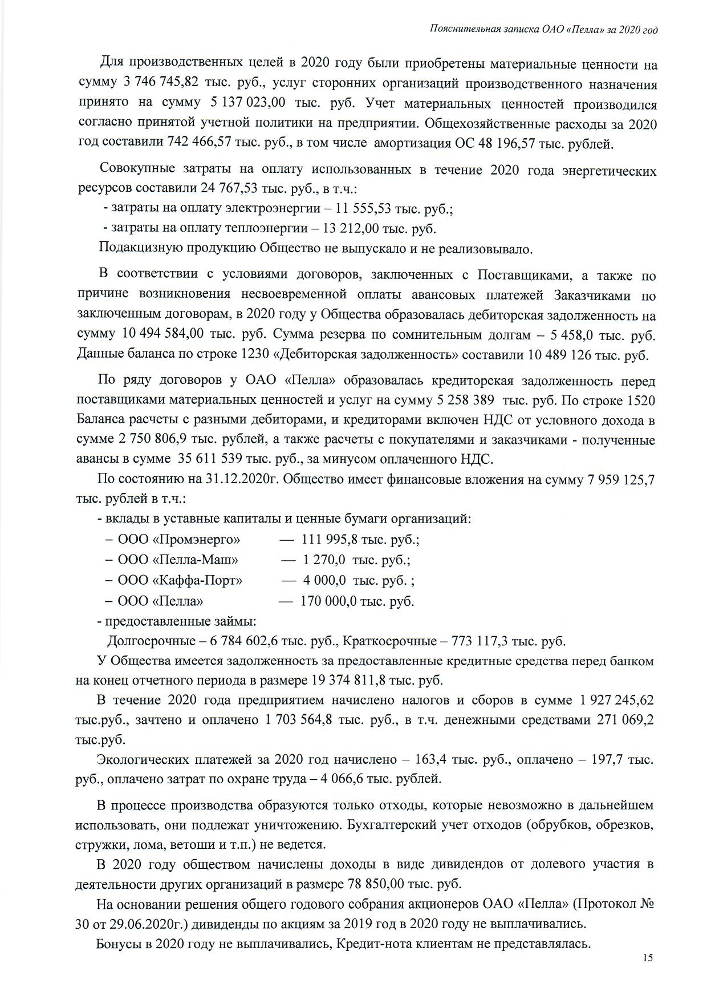 Пояснительная записка ОАО «Пелла» за 2020 год
Для производственных целей в 2020 году были приобретены материальные ценности на
сумму 3 746 745,82 тыс. руб., услуг сторонних организаций производственного назначения
принято на сумму 5 137 023,00 тыс. руб. Учет материальных ценностей производился
согласно принятой учетной политики на предприятии. Общехозяйственные расходы за 2020
год составили 742 466,57 тыс. руб., в том числе амортизация ОС 48 196,57 тыс. рублей.
Совокупные затраты на оплату использованных в течение 2020 года энергетических
ресурсов составили 24 767,53 тыс. руб., в т.ч.:
- затраты на оплату электроэнергии – 11 555,53 тыс. руб.;
- затраты на оплату теплоэнергии – 13 212,00 тыс. руб.
Подакцизную продукцию Общество не выпускало и не реализовывало.
В соответствии с условиями договоров, заключенных с Поставщиками, а также по
причине возникновения несвоевременной оплаты авансовых платежей Заказчиками по
заключенным договорам, в 2020 году у Общества образовалась дебиторская задолженность на
сумму 10 494 584,00 тыс. руб. Сумма резерва по сомнительным долгам – 5 458,0 тыс. руб.
Данные баланса по строке 1230 «Дебиторская задолженность» составили 10 489 126 тыс. руб.
По ряду договоров у ОАО «Пелла» образовалась кредиторская задолженность перед
поставщиками материальных ценностей и услуг на сумму 5 258 389 тыс. руб. По строке 1520
Баланса расчеты с разными дебиторами, и кредиторами включен НДС от условного дохода в
сумме 2 750 806,9 тыс. рублей, а также расчеты с покупателями и заказчиками - полученные
авансы в сумме 35 611 539 тыс. руб., за минусом оплаченного НДС.
По состоянию на 31.12.2020г. Общество имеет финансовые вложения на сумму 7 959 125,7
тыс. рублей в т.ч.:
- вклады в уставные капиталы и ценные бумаги организаций:
– ООО «Промэнерго» — 111 995,8 тыс. руб.;
– ООО «Пелла-Маш» — 1 270,0 тыс. руб.;
– ООО «Каффа-Порт» — 4 000,0 тыс. руб. ;
– ООО «Пелла» — 170 000,0 тыс. руб.
- предоставленные займы:
Долгосрочные – 6 784 602,6 тыс. руб., Краткосрочные – 773 117,3 тыс. руб.
У Общества имеется задолженность за предоставленные кредитные средства перед банком
на конец отчетного периода в размере 19 374 811,8 тыс. руб.
В течение 2020 года предприятием начислено налогов и сборов в сумме 1 927 245,62
тыс.руб., зачтено и оплачено 1 703 564,8 тыс. руб., в т.ч. денежными средствами 271 069,2
тыс.руб.
Экологических платежей за 2020 год начислено – 163,4 тыс. руб., оплачено – 197,7 тыс.
руб., оплачено затрат по охране труда – 4 066,6 тыс. рублей.
В процессе производства образуются только отходы, которые невозможно в дальнейшем
использовать, они подлежат уничтожению. Бухгалтерский учет отходов (обрубков, обрезков,
стружки, лома, ветоши и т.п.) не ведется.
В 2020 году обществом начислены доходы в виде дивидендов от долевого участия в
деятельности других организаций в размере 78 850,00 тыс. руб.
На основании решения общего годового собрания акционеров ОАО «Пелла» (Протокол №
30 от 29.06.2020г.) дивиденды по акциям за 2019 год в 2020 году не выплачивались.
Бонусы в 2020 году не выплачивались, Кредит-нота клиентам не представлялась.
15